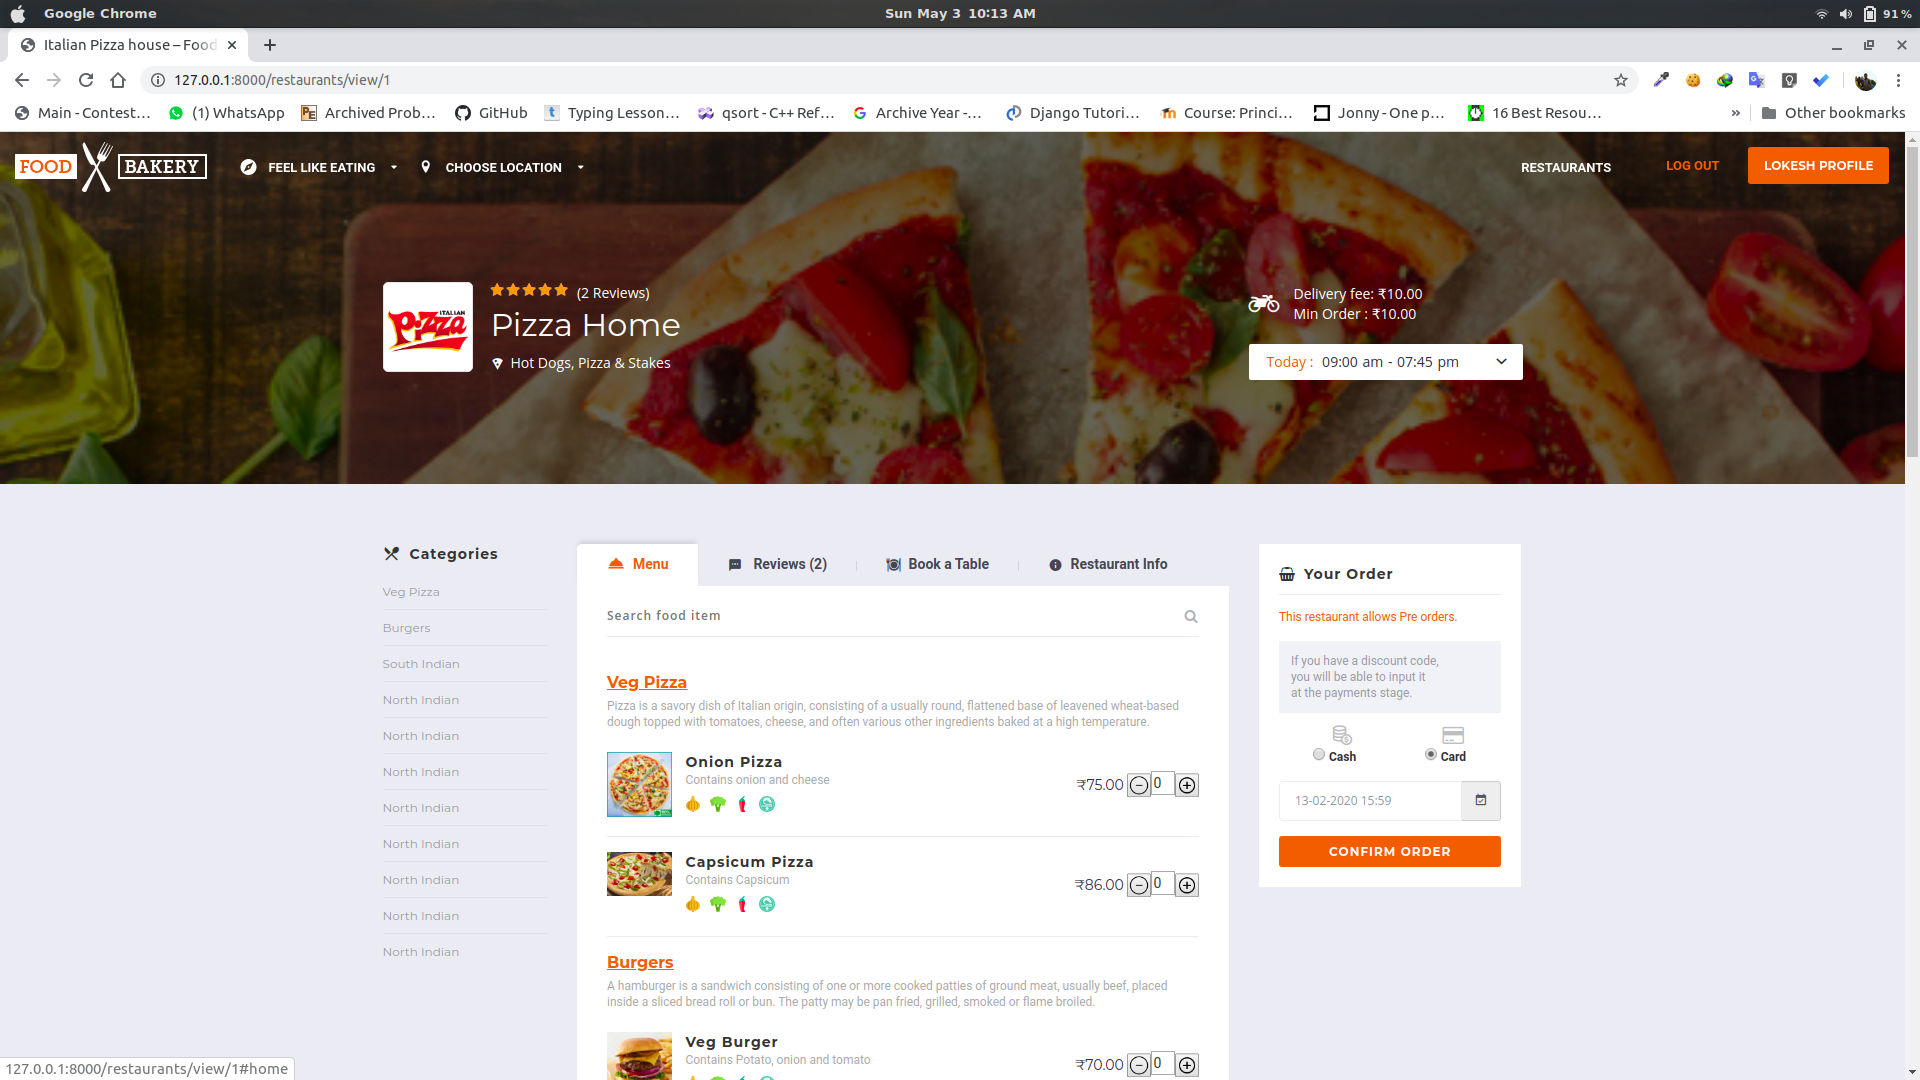 Google Chrome
Sun May 3 10:13 AM
91%
Italian Pizza house – Food
127.0.0.1:8000/restaurants/view/1
Main - Contest...
(1) WhatsApp
Archived Prob...
GitHub
Typing Lesson...
qsort - C++ Ref...
Archive Year -...
Django Tutori...
Course: Princi...
Jonny - One p...
16 Best Resou...
»
Other bookmarks
FOOD BAKERY
FEEL LIKE EATING
CHOOSE LOCATION
RESTAURANTS
LOG OUT
LOKESH PROFILE
ITALIAN
Pizza
(2 Reviews)
Pizza Home
Hot Dogs, Pizza & Stakes
Delivery fee: ₹10.00
Min Order : ₹10.00
Today : 09:00 am - 07:45 pm
Categories
Veg Pizza
Burgers
South Indian
North Indian
North Indian
North Indian
North Indian
North Indian
North Indian
North Indian
North Indian
Menu
Reviews (2)
Book a Table
Restaurant Info
Search food item
Veg Pizza
Pizza is a savory dish of Italian origin, consisting of a usually round, flattened base of leavened wheat-based
dough topped with tomatoes, cheese, and often various other ingredients baked at a high temperature.
Onion Pizza
Contains onion and cheese
₹75.00
0
Capsicum Pizza
Contains Capsicum
₹86.00
0
Burgers
A hamburger is a sandwich consisting of one or more cooked patties of ground meat, usually beef, placed
inside a sliced bread roll or bun. The patty may be pan fried, grilled, smoked or flame broiled.
Veg Burger
Contains Potato, onion and tomato
₹70.00
0
Your Order
This restaurant allows Pre orders.
If you have a discount code,
you will be able to input it
at the payments stage.
Cash
Card
13-02-2020 15:59
CONFIRM ORDER
127.0.0.1:8000/restaurants/view/1#home